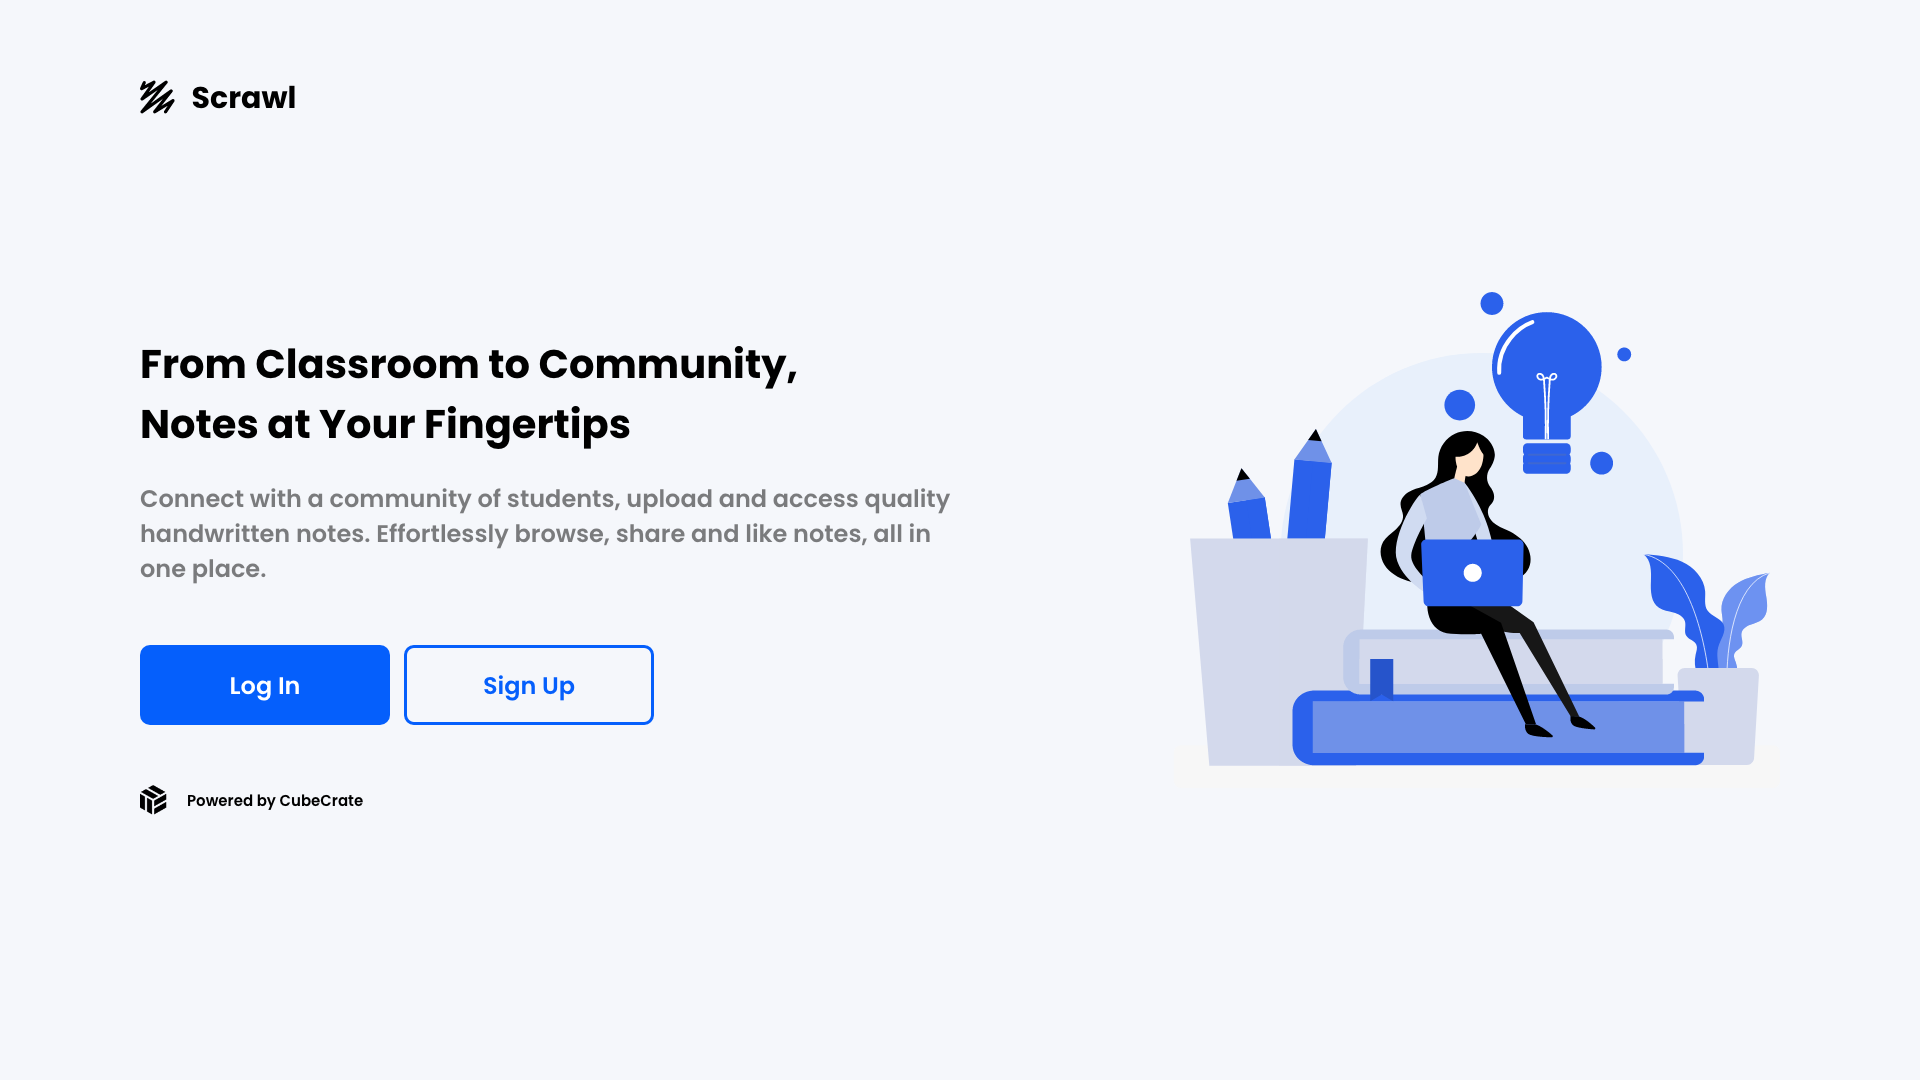 Scrawl
From Classroom to Community,
Notes at Your Fingertips
Connect with a community of students, upload and access quality
handwritten notes. Effortlessly browse, share and like notes, all in
one place.
Log In
Sign Up
Powered by CubeCrate